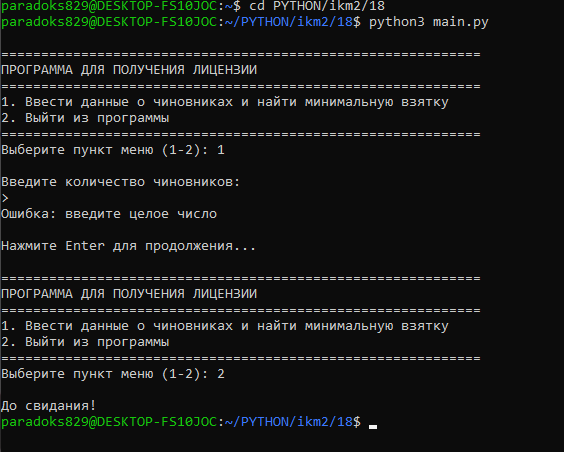 paradoks829@DESKTOP-FS10JOC:~$ cd PYTHON/ikm2/18
paradoks829@DESKTOP-FS10JOC:~/PYTHON/ikm2/18$ python3 main.py
============================================================
ПРОГРАММА ДЛЯ ПОЛУЧЕНИЯ ЛИЦЕНЗИИ
============================================================
1. Ввести данные о чиновниках и найти минимальную взятку
2. Выйти из программы
============================================================
Выберите пункт меню (1-2): 1
Введите количество чиновников:
>
Ошибка: введите целое число
Нажмите Enter для продолжения...
============================================================
ПРОГРАММА ДЛЯ ПОЛУЧЕНИЯ ЛИЦЕНЗИИ
============================================================
1. Ввести данные о чиновниках и найти минимальную взятку
2. Выйти из программы
============================================================
Выберите пункт меню (1-2): 2
До свидания!
paradoks829@DESKTOP-FS10JOC:~/PYTHON/ikm2/18$